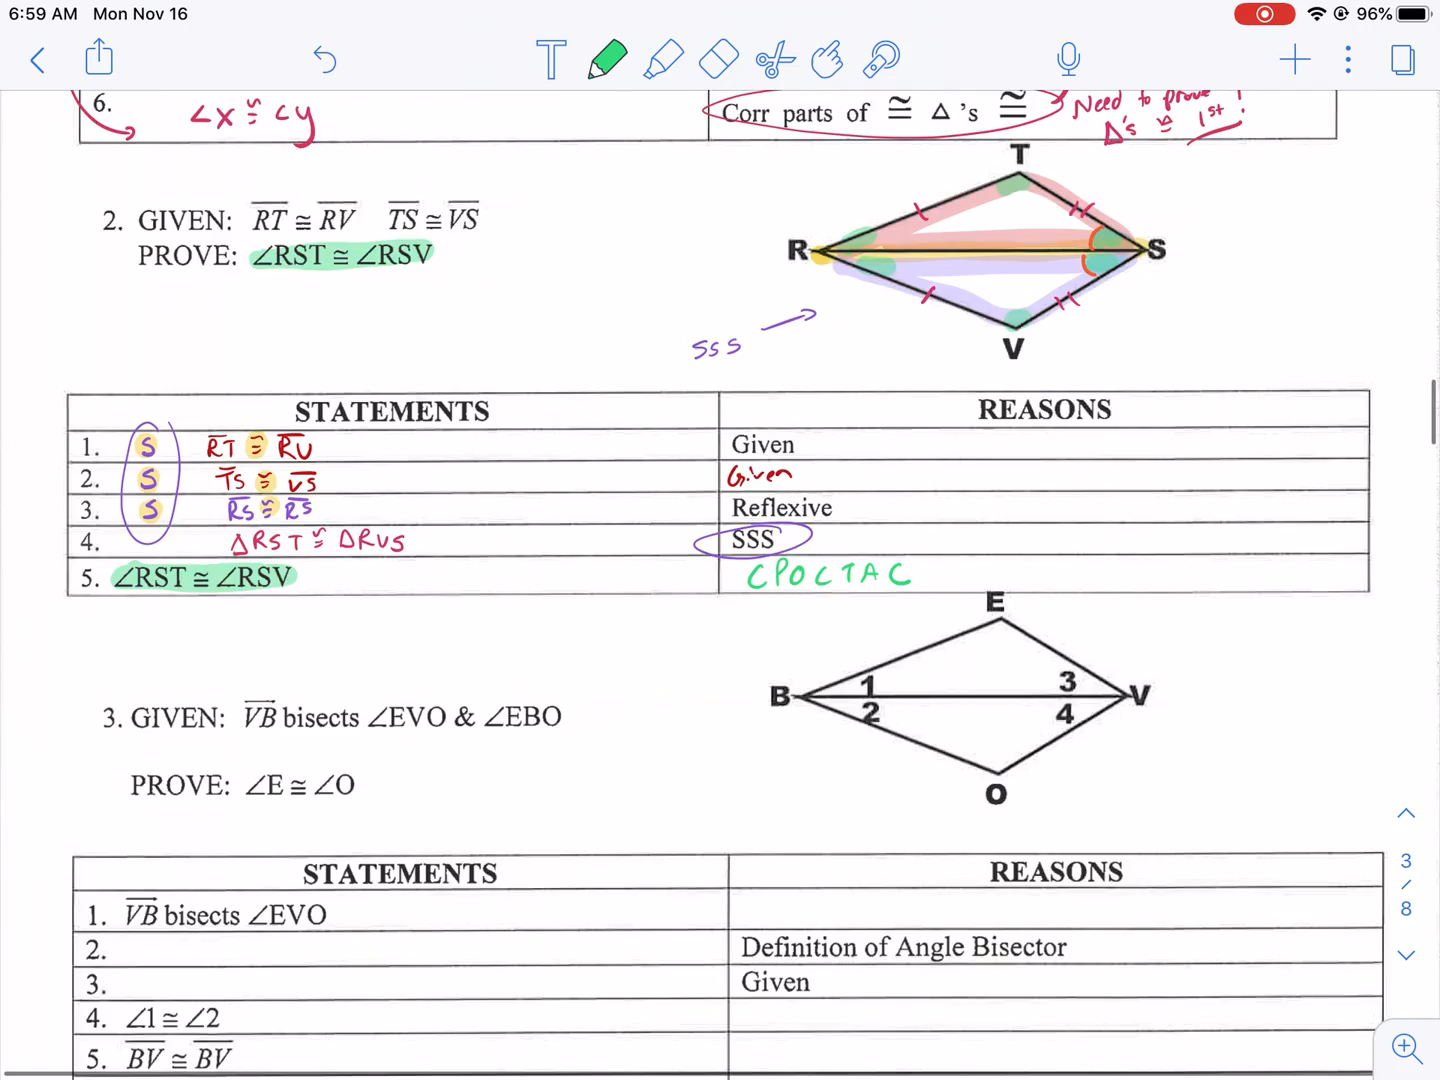 6:59 AM Mon Nov 16
96%
6. <x ≅ <y
Corr parts of ≅ Δ 's ≅
Need to prove
Δ's ≅ 1st!
T
2. GIVEN: RT ≅ RV TS ≅ VS
PROVE: ∠RST ≅ ∠RSV
R
S
SSS
V
STATEMENTS REASONS
1. S RT ≅ RV Given
2. S TS ≅ VS Given
3. S RS ≅ RS Reflexive
4. ΔRST ≅ ΔRVS SSS
5. ∠RST ≅ ∠RSV CPOCTAC
E
B 1 3 V
2 4
3. GIVEN: VB bisects ∠EVO & ∠EBO
PROVE: ∠E ≅ ∠O
O
STATEMENTS REASONS
1. VB bisects ∠EVO
2. Definition of Angle Bisector
3. Given
4. ∠1 ≅ ∠2
5. BV ≅ BV
3
/
8